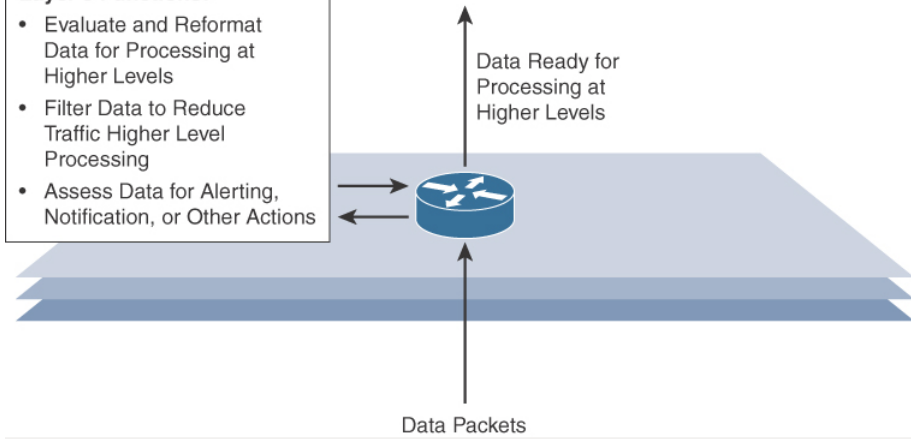 • Evaluate and Reformat
Data for Processing at
Higher Levels
• Filter Data to Reduce
Traffic Higher Level
Processing
• Assess Data for Alerting,
Notification, or Other Actions
Data Ready for
Processing at
Higher Levels
Data Packets